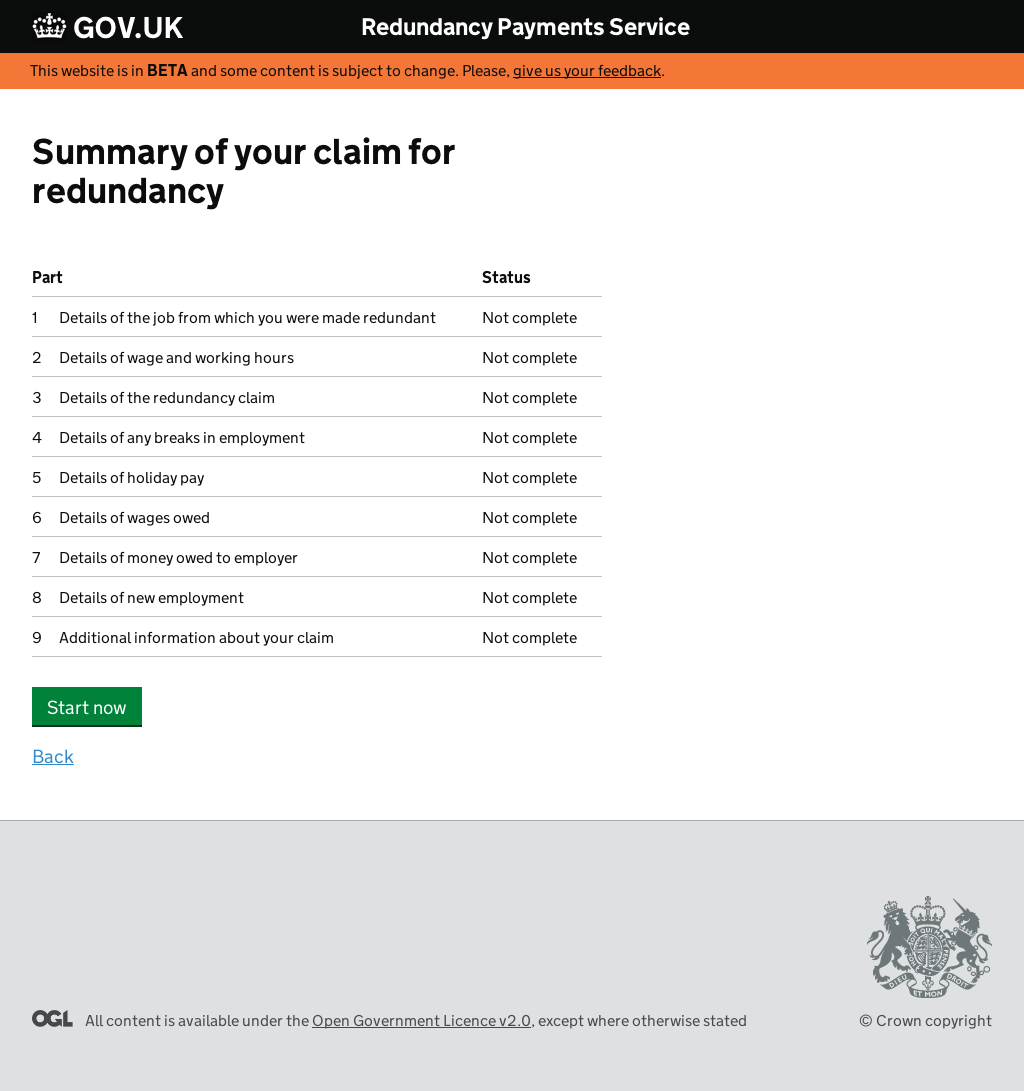 GOV.UK
Redundancy Payments Service
This website is in BETA and some content is subject to change. Please, give us your feedback.
Summary of your claim for
redundancy
Part Status
1 Details of the job from which you were made redundant Not complete
2 Details of wage and working hours Not complete
3 Details of the redundancy claim Not complete
4 Details of any breaks in employment Not complete
5 Details of holiday pay Not complete
6 Details of wages owed Not complete
7 Details of money owed to employer Not complete
8 Details of new employment Not complete
9 Additional information about your claim Not complete
Start now
Back
DIEU ET MON DROIT
OGL All content is available under the Open Government Licence v2.0, except where otherwise stated
© Crown copyright